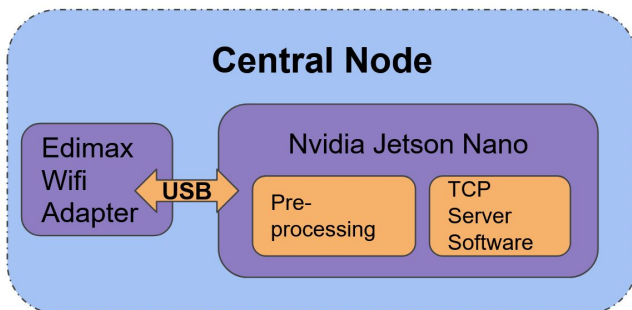 Central Node
Edimax
Wifi
Adapter
USB
Nvidia Jetson Nano
Pre-
processing
TCP
Server
Software